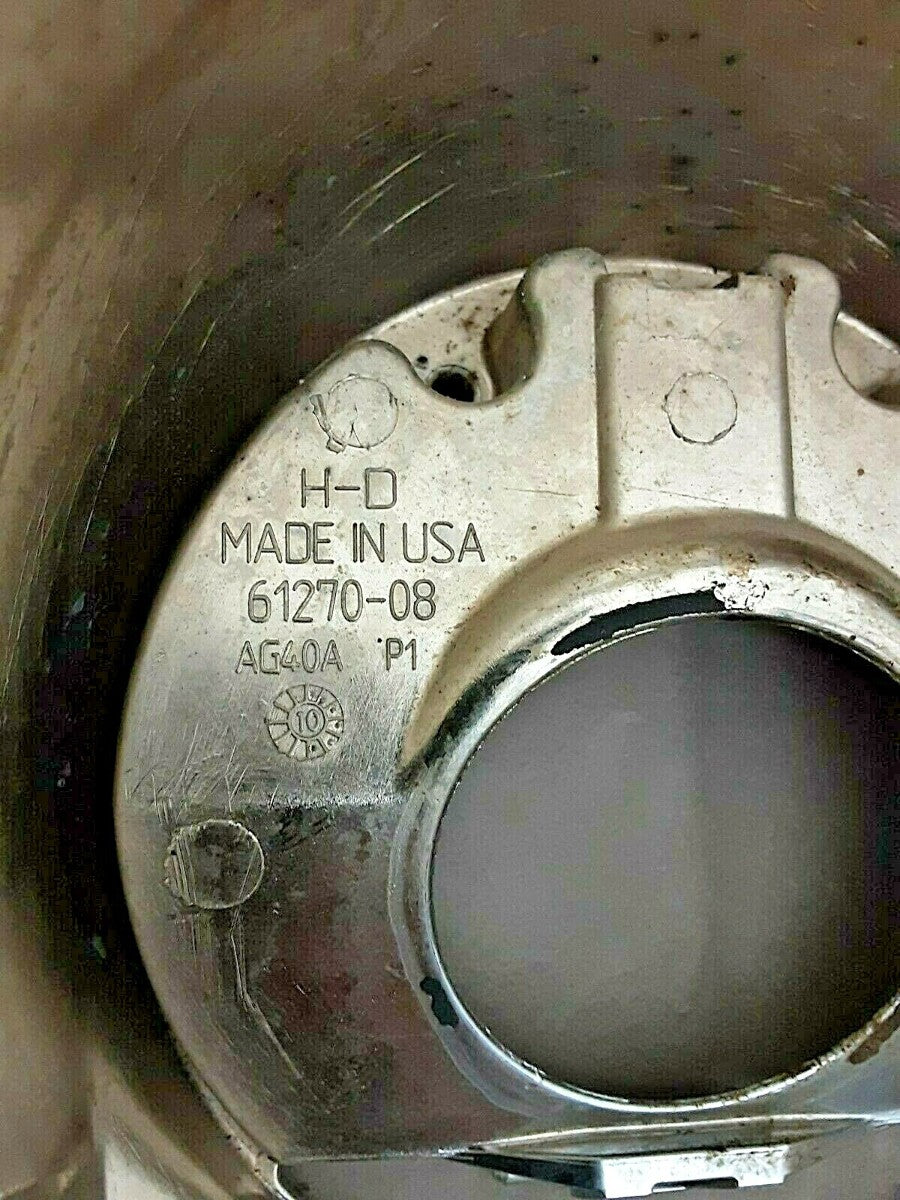 H-D
MADE IN USA
61270-08
AG40A P1
10